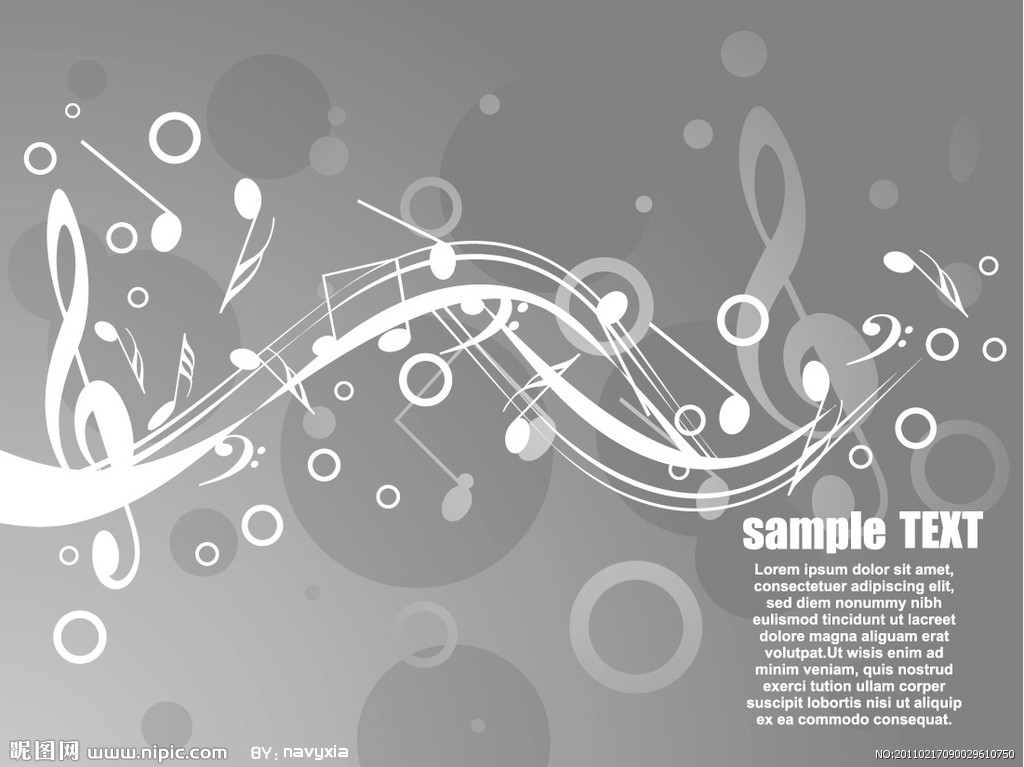 sample TEXT
Lorem ipsum dolor sit amet,
consectetuer adipiscing elit,
sed diem nonummy nibh
euismod tincidunt ut lacreet
dolore magna aliguam erat
volutpat.Ut wisis enim ad
minim veniam, quis nostrud
exerci tution ullam corper
suscipit lobortis nisi ut aliquip
ex ea commodo consequat.
昵图网 www.nipic.com BY: navyxia
NO:20110217090029610750